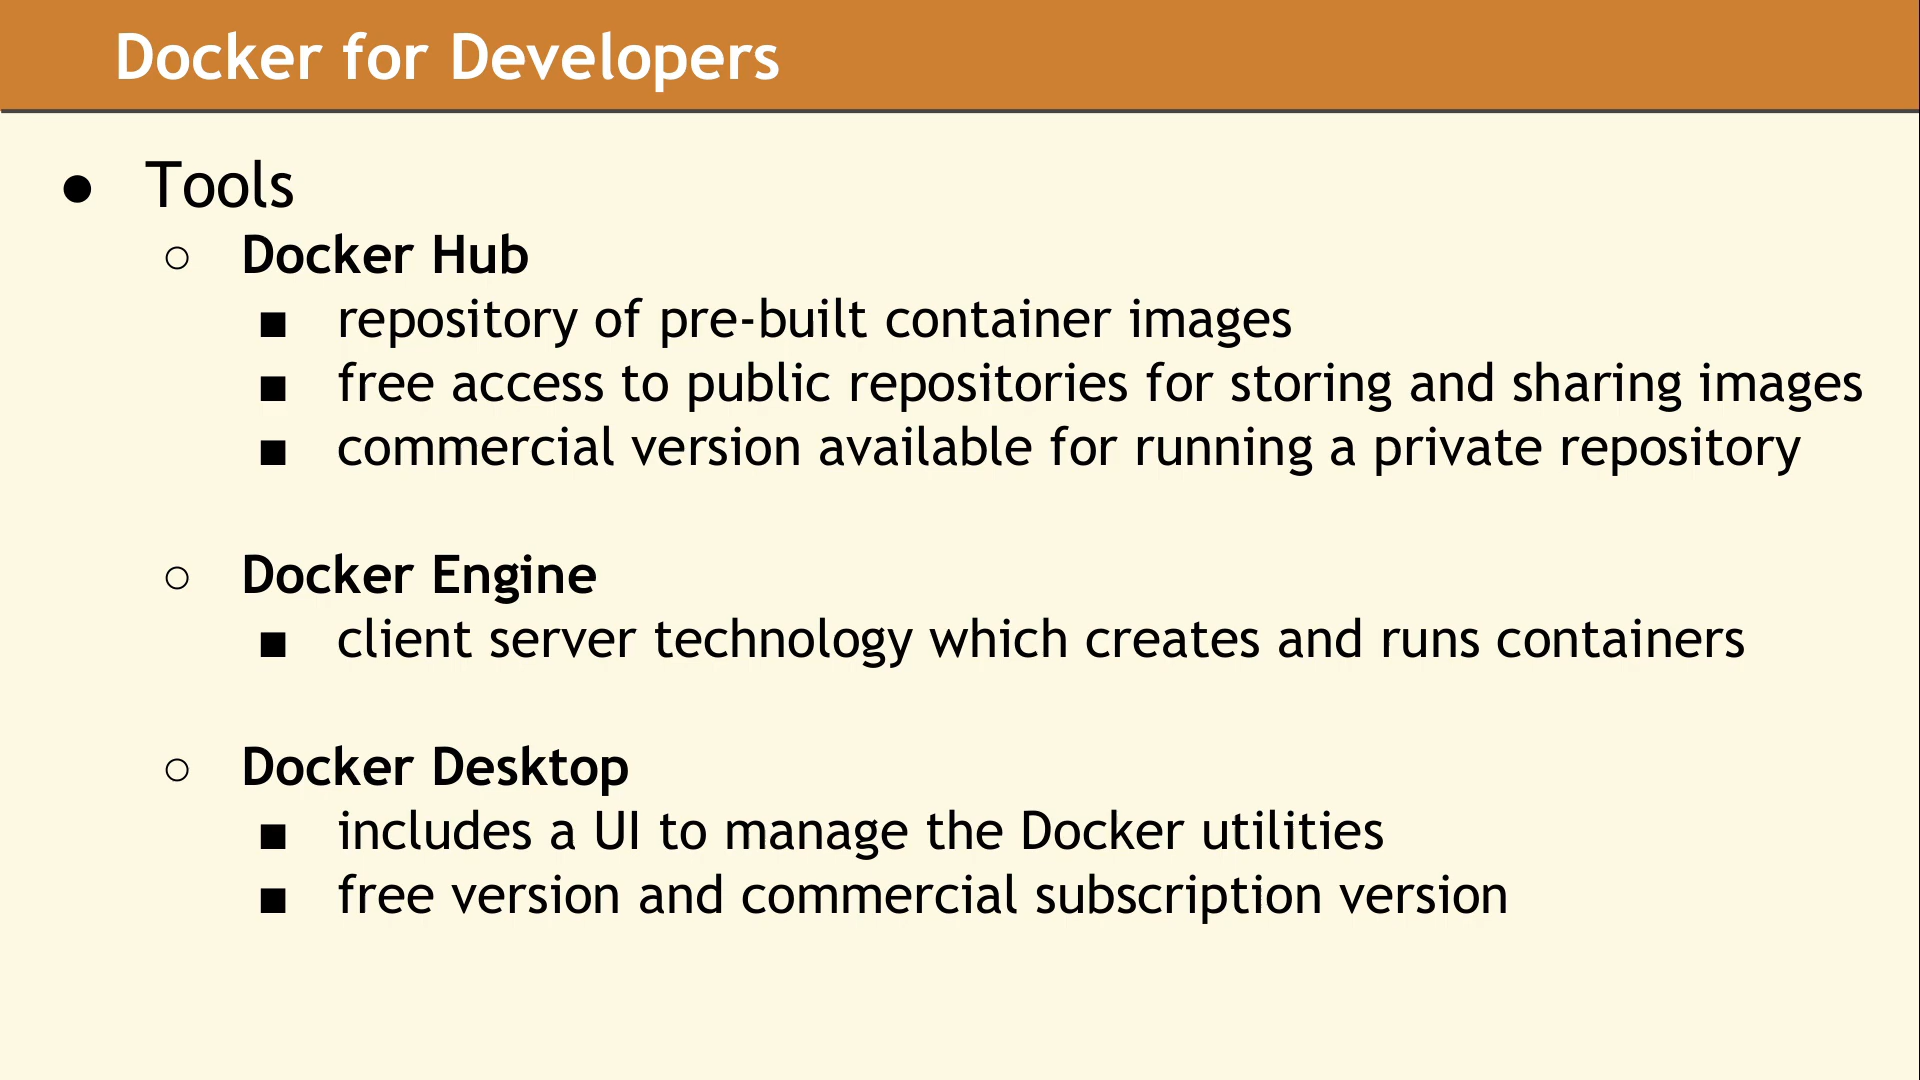 Docker for Developers
● Tools
○ Docker Hub
■ repository of pre-built container images
■ free access to public repositories for storing and sharing images
■ commercial version available for running a private repository
○ Docker Engine
■ client server technology which creates and runs containers
○ Docker Desktop
■ includes a UI to manage the Docker utilities
■ free version and commercial subscription version